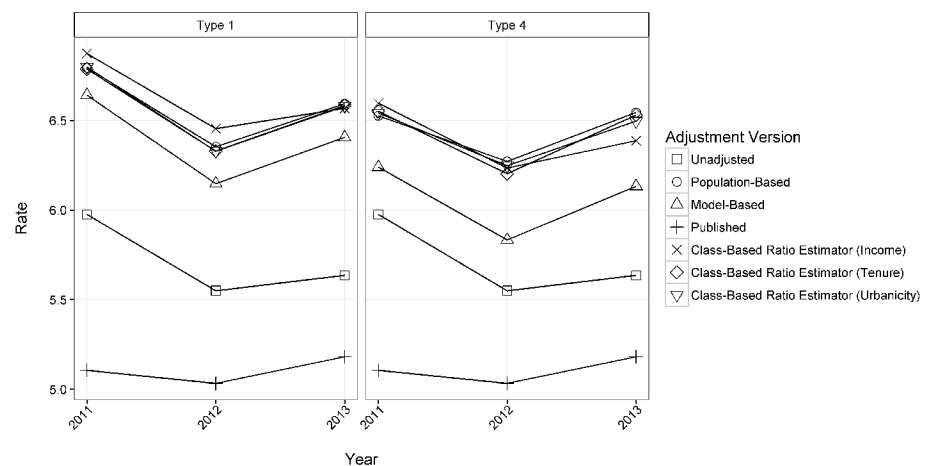 Type 1
Type 4
6.5
6.0
5.5
5.0
Rate
2011
2012
2013
2011
2012
2013
Year
Adjustment Version
Unadjusted
Population-Based
Model-Based
Published
Class-Based Ratio Estimator (Income)
Class-Based Ratio Estimator (Tenure)
Class-Based Ratio Estimator (Urbanicity)